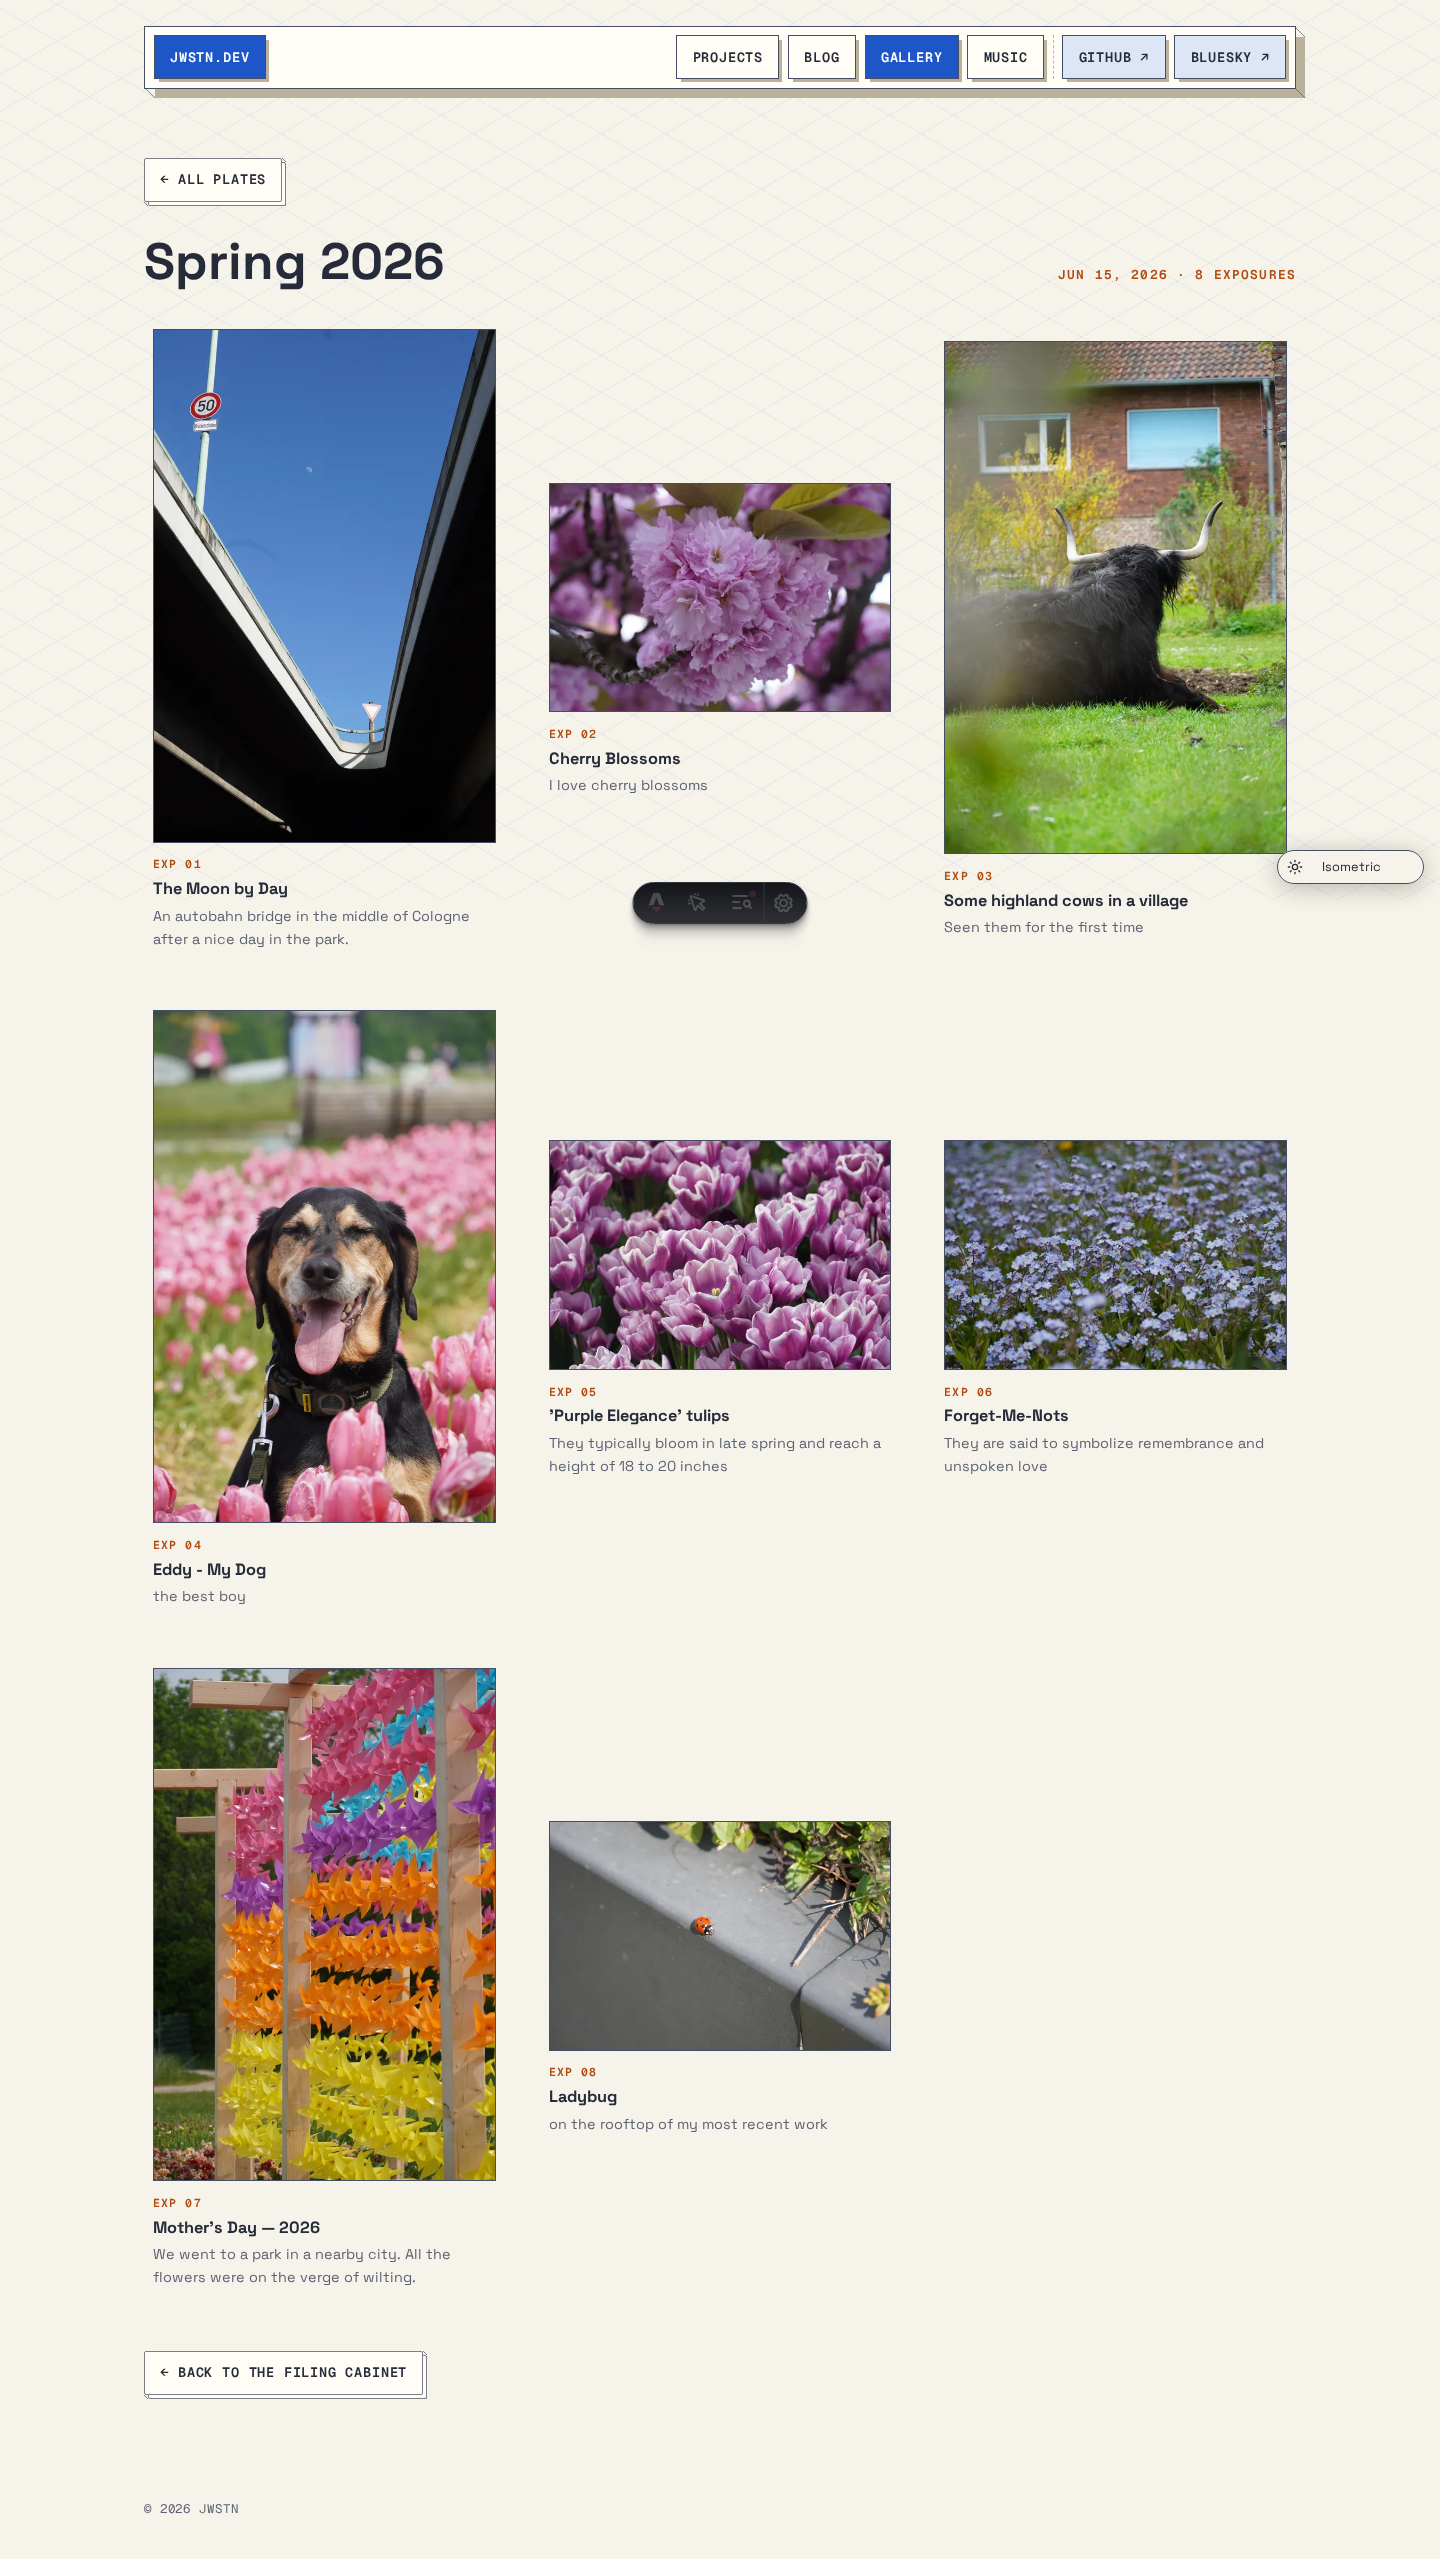 JWSTN.DEV
PROJECTS
BLOG
GALLERY
MUSIC
GITHUB ↗
BLUESKY ↗
← ALL PLATES
Spring 2026
JUN 15, 2026 · 8 EXPOSURES
50
EXP 01
The Moon by Day
An autobahn bridge in the middle of Cologne
after a nice day in the park.
EXP 02
Cherry Blossoms
I love cherry blossoms
EXP 03
Some highland cows in a village
Seen them for the first time
Isometric
EXP 04
Eddy - My Dog
the best boy
EXP 05
’Purple Elegance’ tulips
They typically bloom in late spring and reach a
height of 18 to 20 inches
EXP 06
Forget-Me-Nots
They are said to symbolize remembrance and
unspoken love
EXP 07
Mother’s Day — 2026
We went to a park in a nearby city. All the
flowers were on the verge of wilting.
EXP 08
Ladybug
on the rooftop of my most recent work
← BACK TO THE FILING CABINET
© 2026 JWSTN